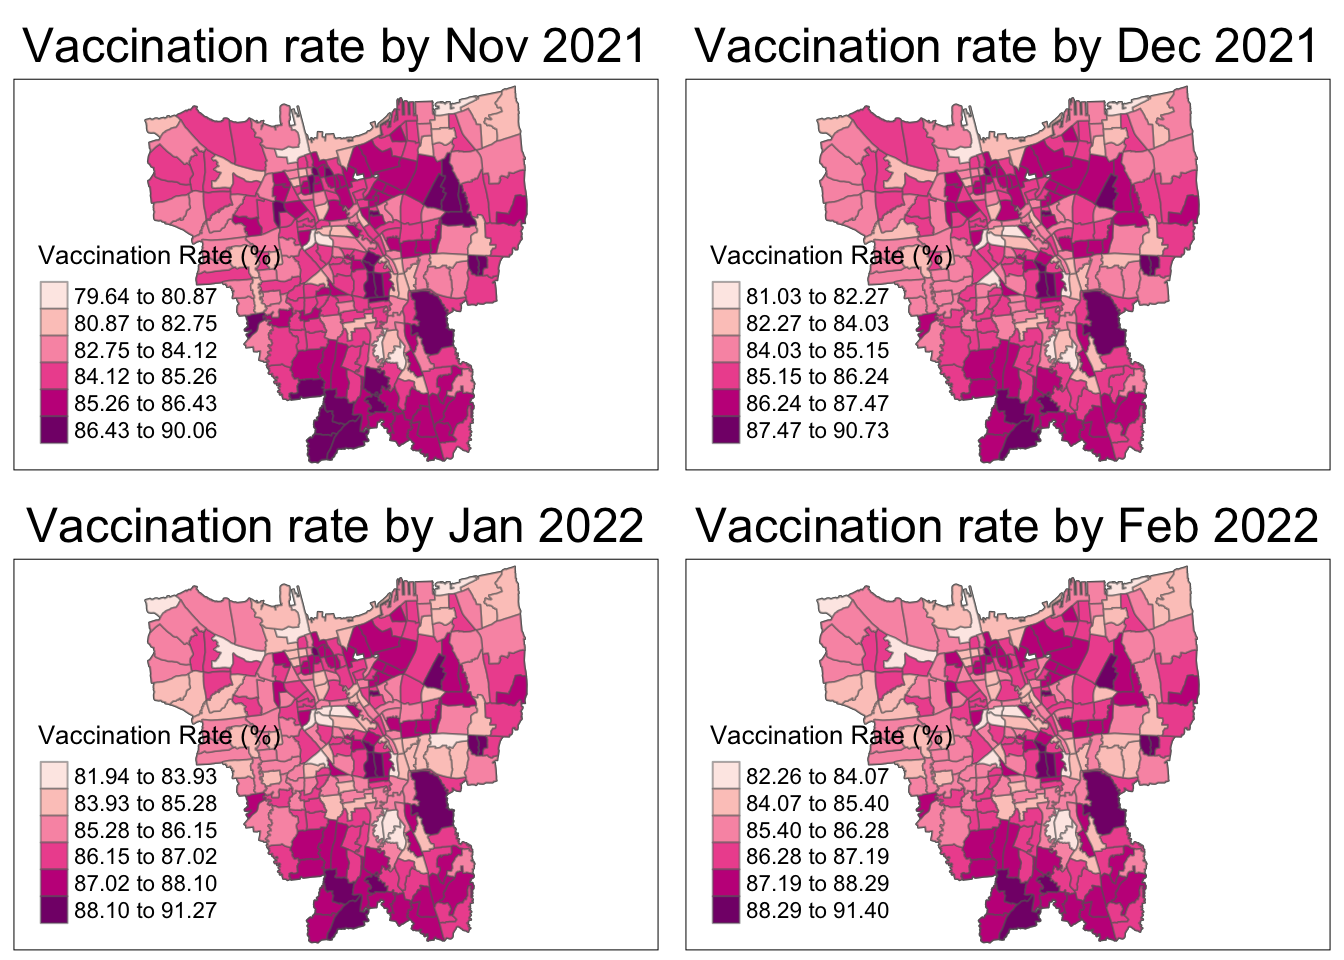 Vaccination rate by Nov 2021
Vaccination Rate (%)
79.64 to 80.87
80.87 to 82.75
82.75 to 84.12
84.12 to 85.26
85.26 to 86.43
86.43 to 90.06
Vaccination rate by Dec 2021
Vaccination Rate (%)
81.03 to 82.27
82.27 to 84.03
84.03 to 85.15
85.15 to 86.24
86.24 to 87.47
87.47 to 90.73
Vaccination rate by Jan 2022
Vaccination Rate (%)
81.94 to 83.93
83.93 to 85.28
85.28 to 86.15
86.15 to 87.02
87.02 to 88.10
88.10 to 91.27
Vaccination rate by Feb 2022
Vaccination Rate (%)
82.26 to 84.07
84.07 to 85.40
85.40 to 86.28
86.28 to 87.19
87.19 to 88.29
88.29 to 91.40